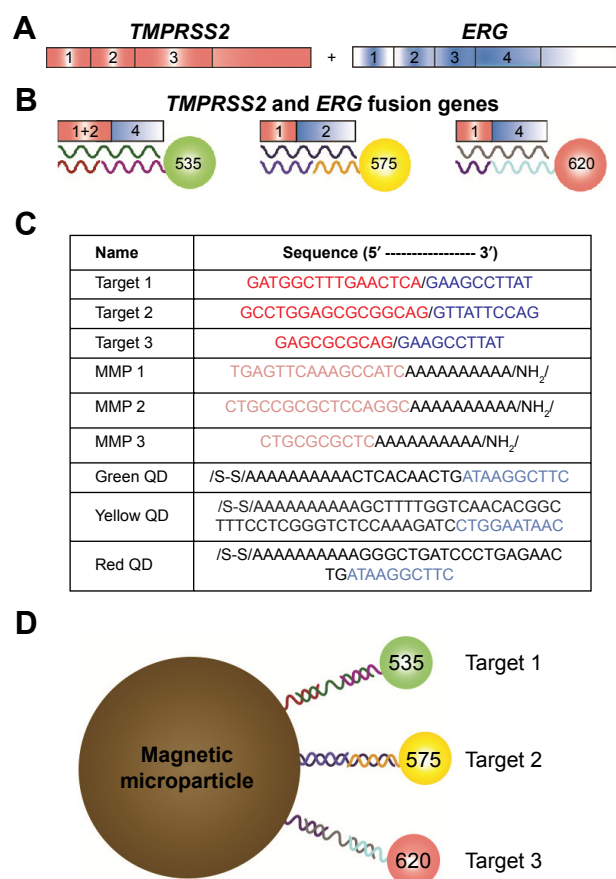 A
TMPRSS2
ERG
1 2 3 + 1 2 3 4
B
TMPRSS2 and ERG fusion genes
1+2 4 1 2 1 4
535 575 620
C
Name Sequence (5′ ------------------ 3′)
Target 1 GATGGCTTTGAACTCA/GAAGCCTTAT
Target 2 GCCTGGAGCGCGGCAG/GTTATTCCAG
Target 3 GAGCGCGCAG/GAAGCCTTAT
MMP 1 TGAGTTCAAAGCCATCAAAAAAAAAA/NH₂/
MMP 2 CTGCCGCGCTCCAGGCAAAAAAAAAA/NH₂/
MMP 3 CTGCGCGCTCAAAAAAAAAA/NH₂/
Green QD /S-S/AAAAAAAAAACTCACAACTGATAAGGCTTC
Yellow QD /S-S/AAAAAAAAAAGCTTTTGGTCAACACGGC
TTTCCTCGGGTCTCCAAAGATCCTGGAATAAC
Red QD /S-S/AAAAAAAAAAGGGCTGATCCCTGAGAAC
TGATAAGGCTTC
D
535 Target 1
Magnetic
microparticle
575 Target 2
620 Target 3